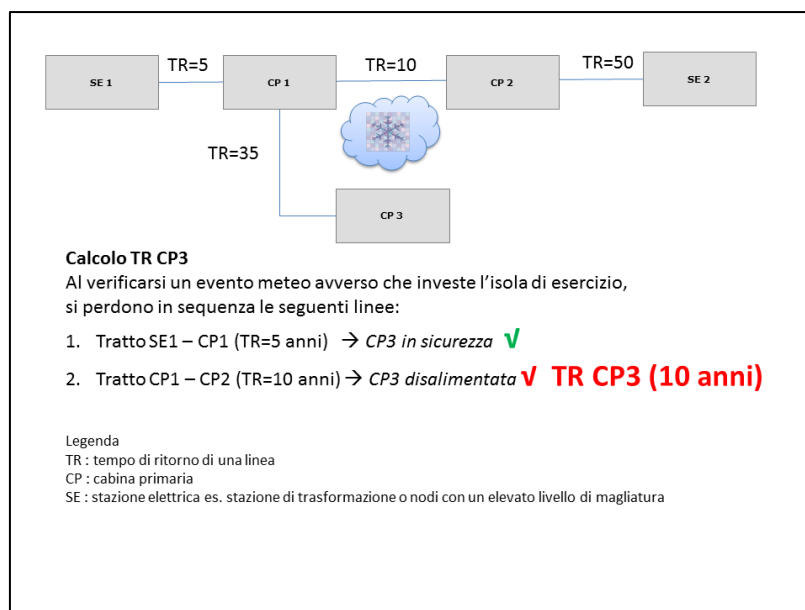 TR=5
TR=10
TR=50
SE 1
CP 1
CP 2
SE 2
TR=35
CP 3
Calcolo TR CP3
Al verificarsi un evento meteo avverso che investe l'isola di esercizio,
si perdono in sequenza le seguenti linee:
1. Tratto SE1 – CP1 (TR=5 anni) → CP3 in sicurezza √
2. Tratto CP1 – CP2 (TR=10 anni) → CP3 disalimentata √ TR CP3 (10 anni)
Legenda
TR : tempo di ritorno di una linea
CP : cabina primaria
SE : stazione elettrica es. stazione di trasformazione o nodi con un elevato livello di magliatura